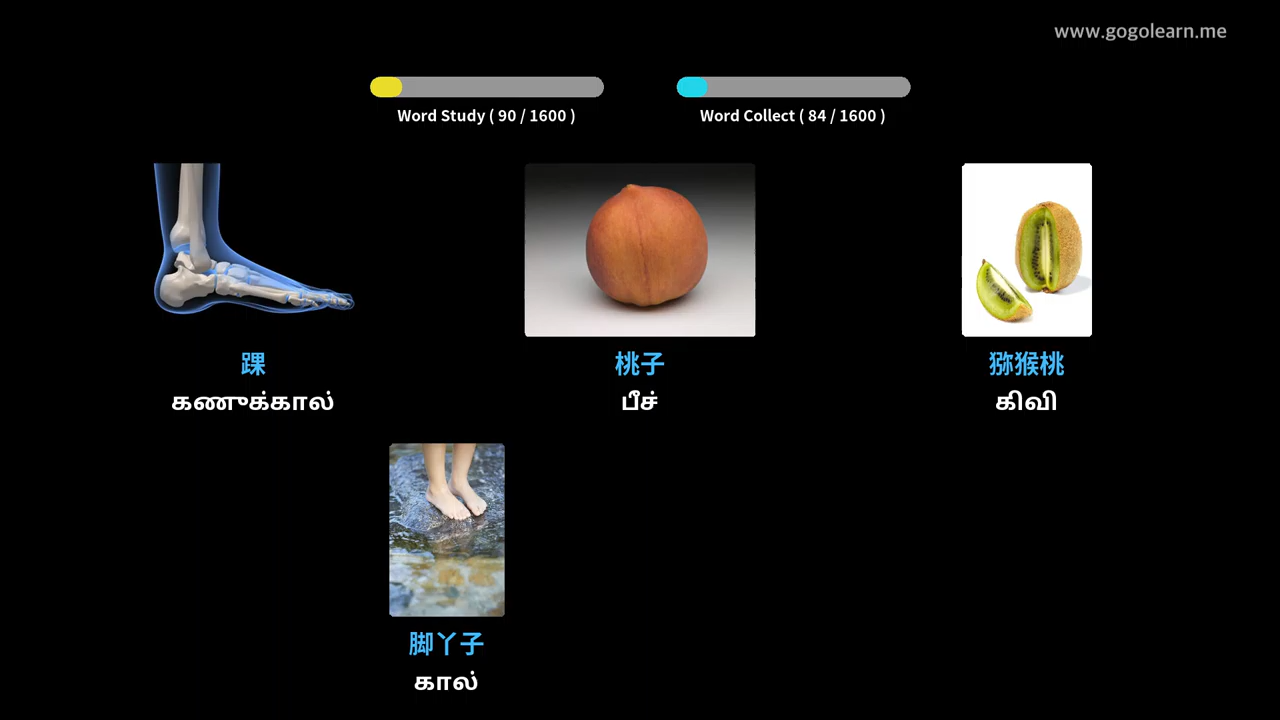 www.gogolearn.me
Word Study ( 90 / 1600 )
Word Collect ( 84 / 1600 )
踝
桃子
猕猴桃
கணுக்கால்
பீச்
கிவி
脚丫子
கால்